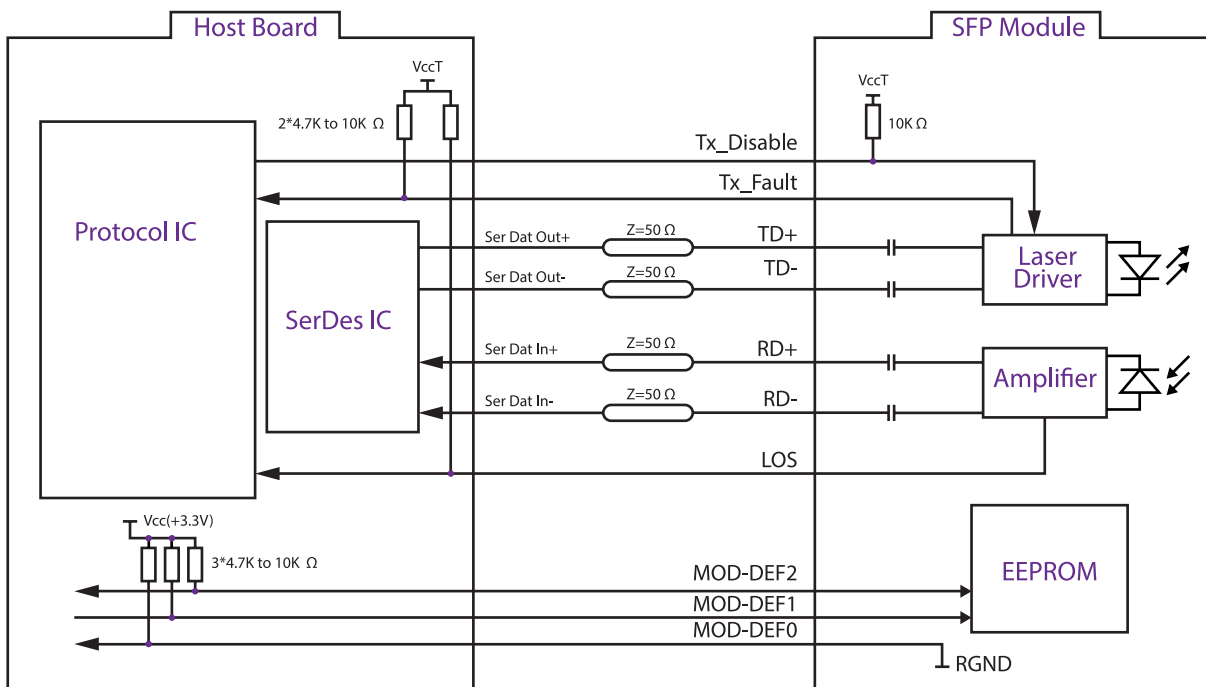 Host Board
SFP Module
VccT
VccT
2*4.7K to 10K Ω
10K Ω
Tx_Disable
Tx_Fault
Protocol IC
Ser Dat Out+
Z=50 Ω
TD+
Ser Dat Out-
Z=50 Ω
TD-
Laser
Driver
SerDes IC
Ser Dat In+
Z=50 Ω
RD+
Ser Dat In-
Z=50 Ω
RD-
Amplifier
LOS
Vcc(+3.3V)
3*4.7K to 10K Ω
MOD-DEF2
MOD-DEF1
MOD-DEF0
EEPROM
RGND